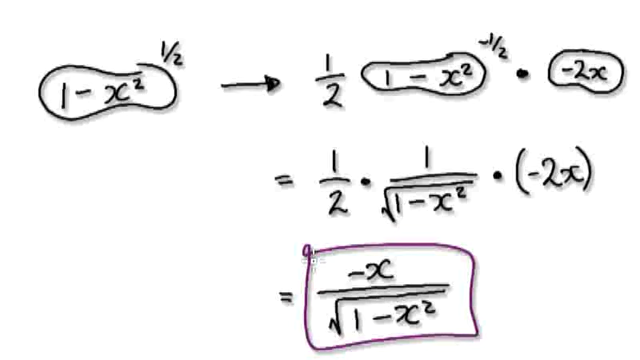 (1 − x²)^1/2 → 1/2 (1 − x²)^−1/2 • (−2x)
= 1/2 • 1/√(1 − x²) • (−2x)
= −x/√(1 − x²)